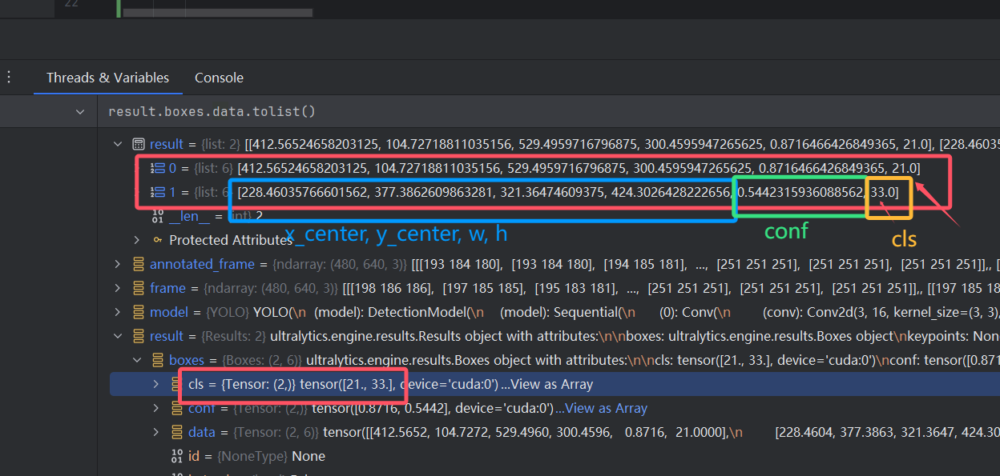 22
Threads & Variables Console
result.boxes.data.tolist()
result = {list: 2} [[412.56524658203125, 104.72718811035156, 529.4959716796875, 300.4595947265625, 0.8716466426849365, 21.0], [228.46035
0 = {list: 6} [412.56524658203125, 104.72718811035156, 529.4959716796875, 300.4595947265625, 0.8716466426849365, 21.0]
1 = {list: 6} [228.46035766601562, 377.3862609863281, 321.36474609375, 424.3026428222656, 0.5442315936088562, 33.0]
__len__ = {int} 2
x_center, y_center, w, h
conf
cls
Protected Attributes
annotated_frame = {ndarray: (480, 640, 3)} [[[193 184 180], [193 184 180], [194 185 181], ..., [251 251 251], [251 251 251], [251 251 251]],, [
frame = {ndarray: (480, 640, 3)} [[[198 186 186], [197 185 185], [195 183 181], ..., [251 251 251], [251 251 251], [251 251 251]],, [[197 185 18
model = {YOLO} YOLO(\n (model): DetectionModel(\n (model): Sequential(\n (0): Conv(\n (conv): Conv2d(3, 16, kernel_size=(3, 3),
result = {Results: 2} ultralytics.engine.results.Results object with attributes:\n\nboxes: ultralytics.engine.results.Boxes object\nkeypoints: Non
boxes = {Boxes: (2, 6)} ultralytics.engine.results.Boxes object with attributes:\n\ncls: tensor([21., 33.], device='cuda:0')\nconf: tensor([0.871
cls = {Tensor: (2,)} tensor([21., 33.], device='cuda:0') ...View as Array
conf = {Tensor: (2,)} tensor([0.8716, 0.5442], device='cuda:0') ...View as Array
data = {Tensor: (2, 6)} tensor([[412.5652, 104.7272, 529.4960, 300.4596, 0.8716, 21.0000],\n [228.4604, 377.3863, 321.3647, 424.30
id = {NoneType} None